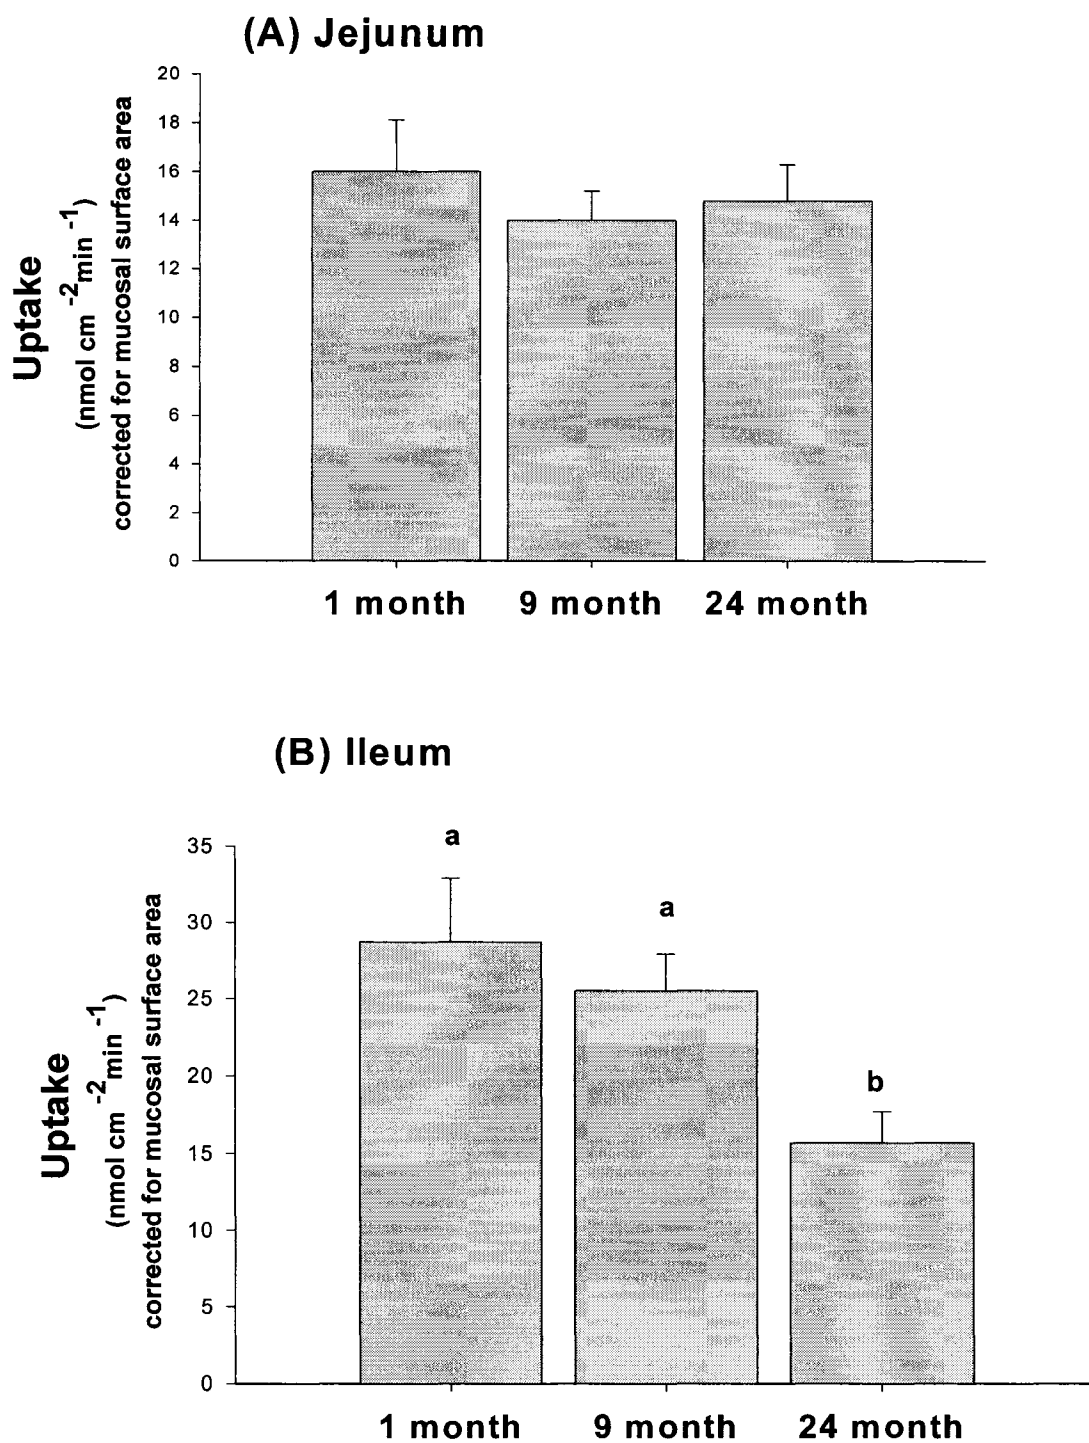 (A) Jejunum
Uptake
(nmol cm -2 min -1)
corrected for mucosal surface area
20
18
16
14
12
10
8
6
4
2
0
1 month 9 month 24 month
(B) Ileum
Uptake
(nmol cm -2 min -1)
corrected for mucosal surface area
35
30
25
20
15
10
5
0
a
a
b
1 month 9 month 24 month